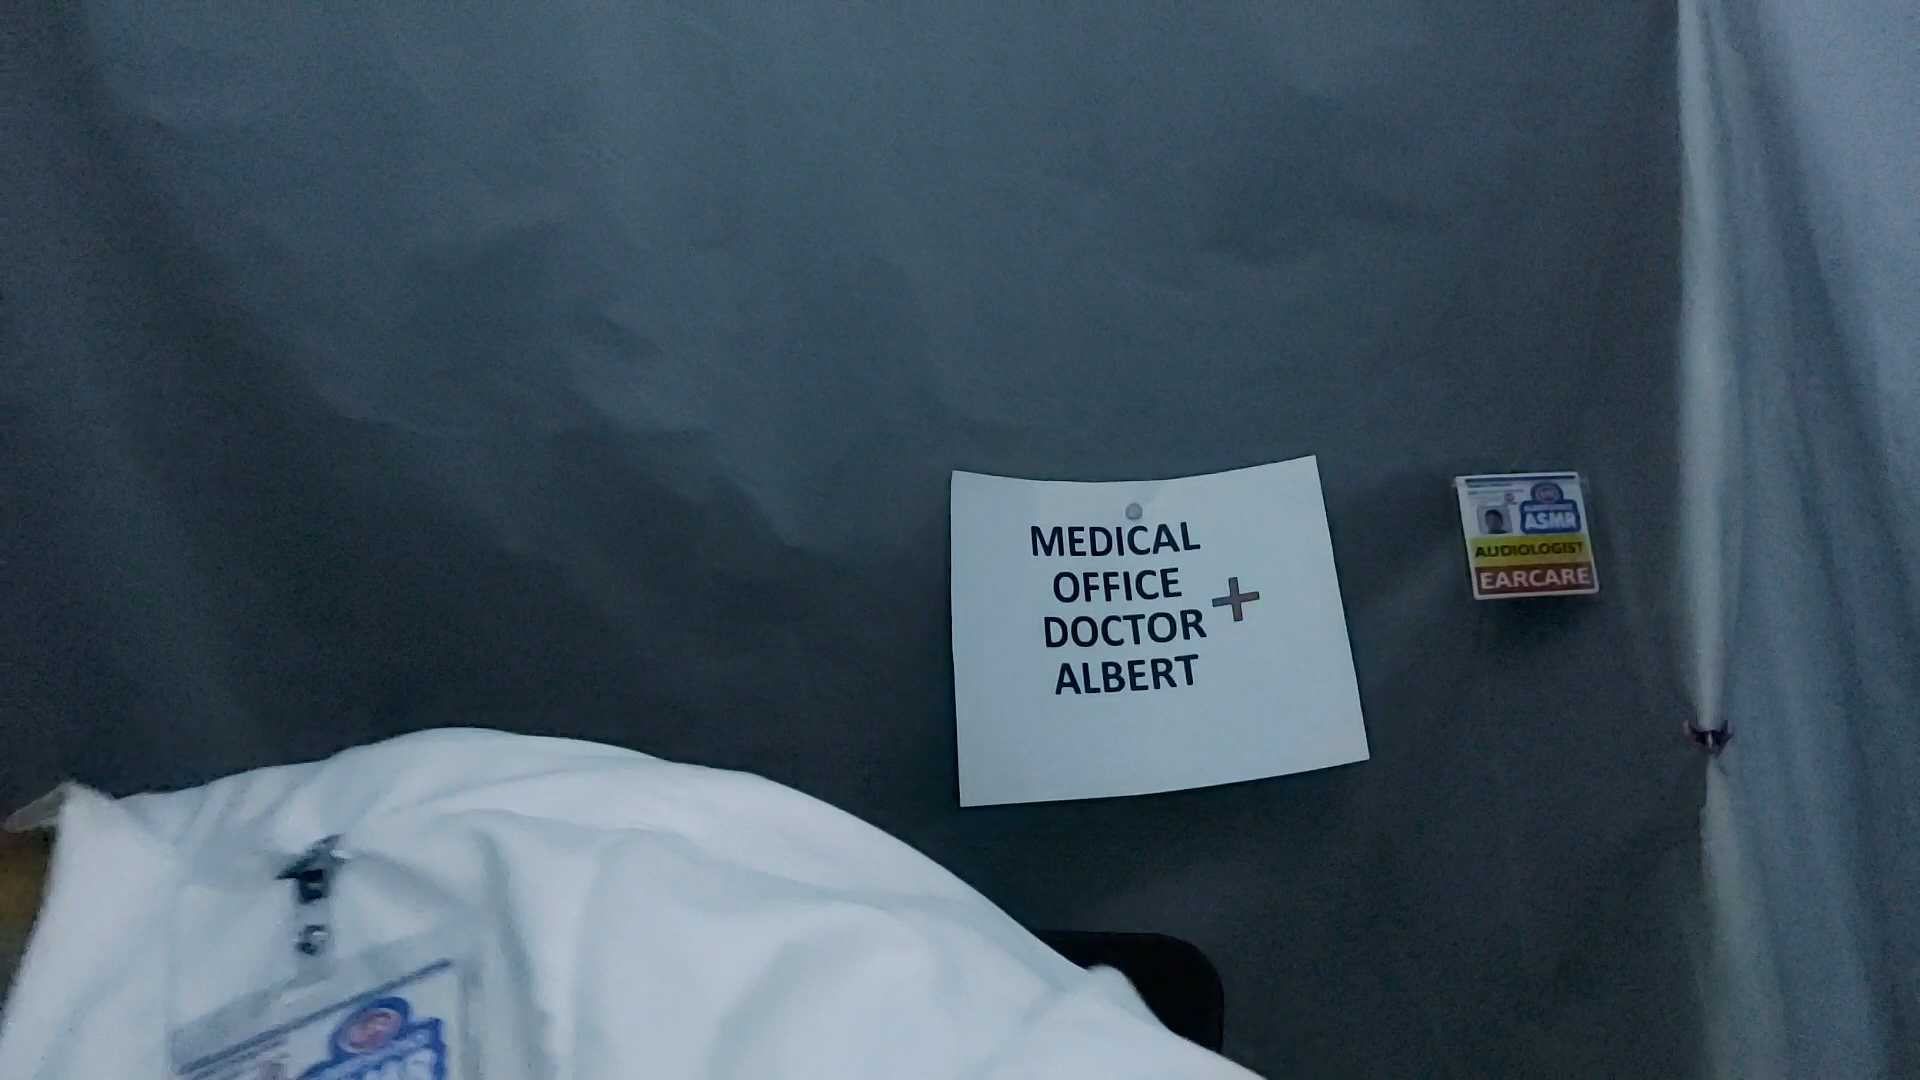 MEDICAL
OFFICE
DOCTOR
ALBERT
ASMR
AUDIOLOGIST
EARCARE